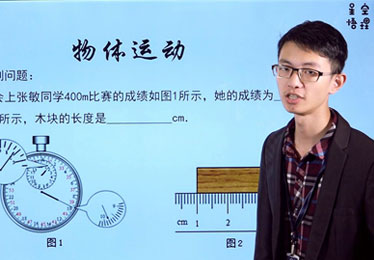 星空
悟理
物体运动
则问题：
会上张敏同学400m比赛的成绩如图1所示，她的成绩为_
所示，木块的长度是__________cm.
cm 1 2
图1
图2